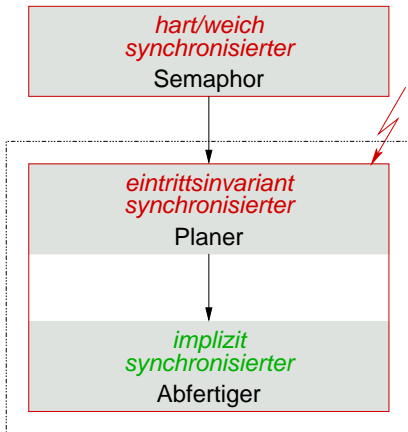 hart/weich
synchronisierter
Semaphor
eintrittsinvariant
synchronisierter
Planer
implizit
synchronisierter
Abfertiger